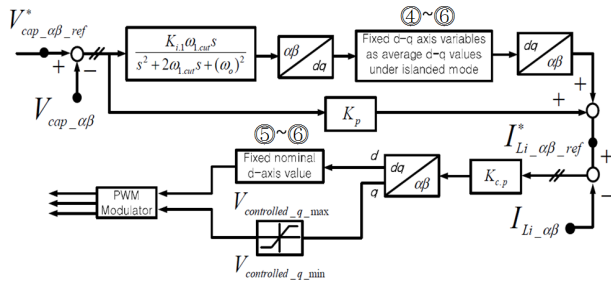 ④~⑥
V*cap_αβ_ref
+
−
Vcap_αβ
Ki.1ω1.cut s
s² + 2ω1.cut s + (ωo)²
αβ
dq
Fixed d-q axis variables
as average d-q values
under islanded mode
dq
αβ
+
+
Kp
I*Li_αβ_ref
+
−
ILi_αβ
Kc.p
dq
αβ
d
q
⑤~⑥
Fixed nominal
d-axis value
Vcontrolled_q_max
Vcontrolled_q_min
PWM
Modulator